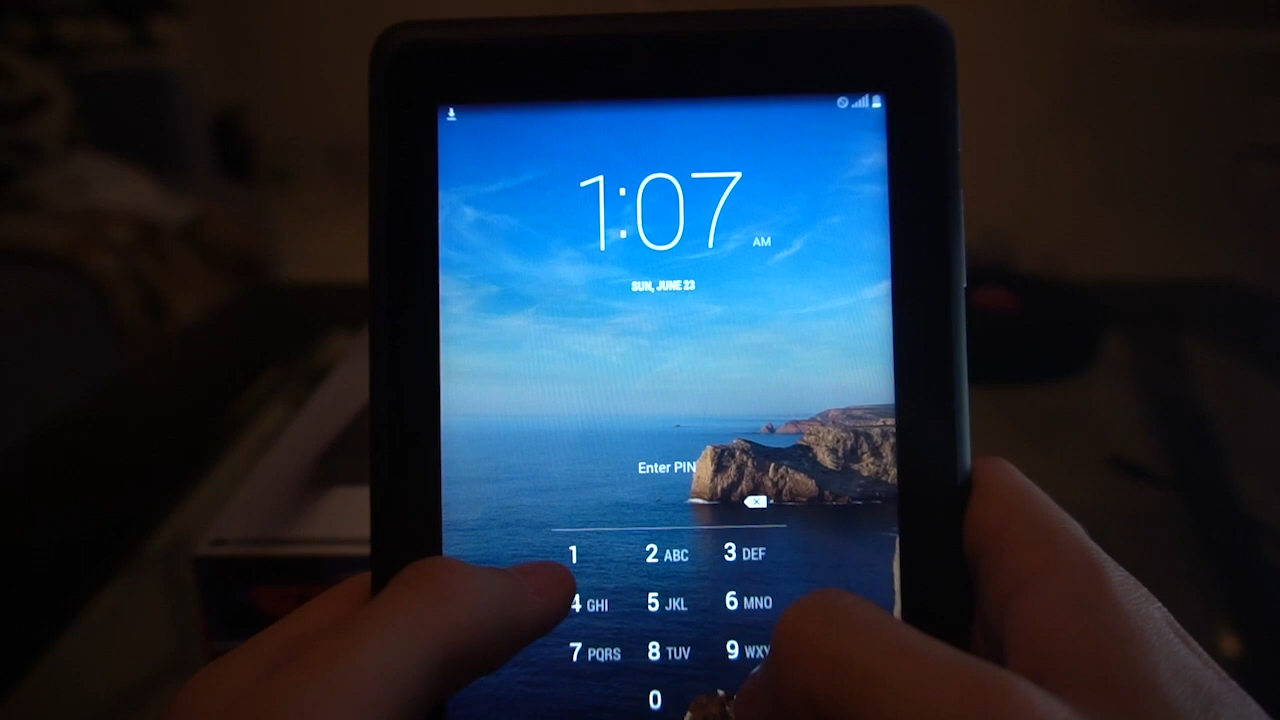 1:07 AM
SUN, JUNE 23
Enter PIN
1 2 ABC 3 DEF
4 GHI 5 JKL 6 MNO
7 PQRS 8 TUV 9 WXY
0